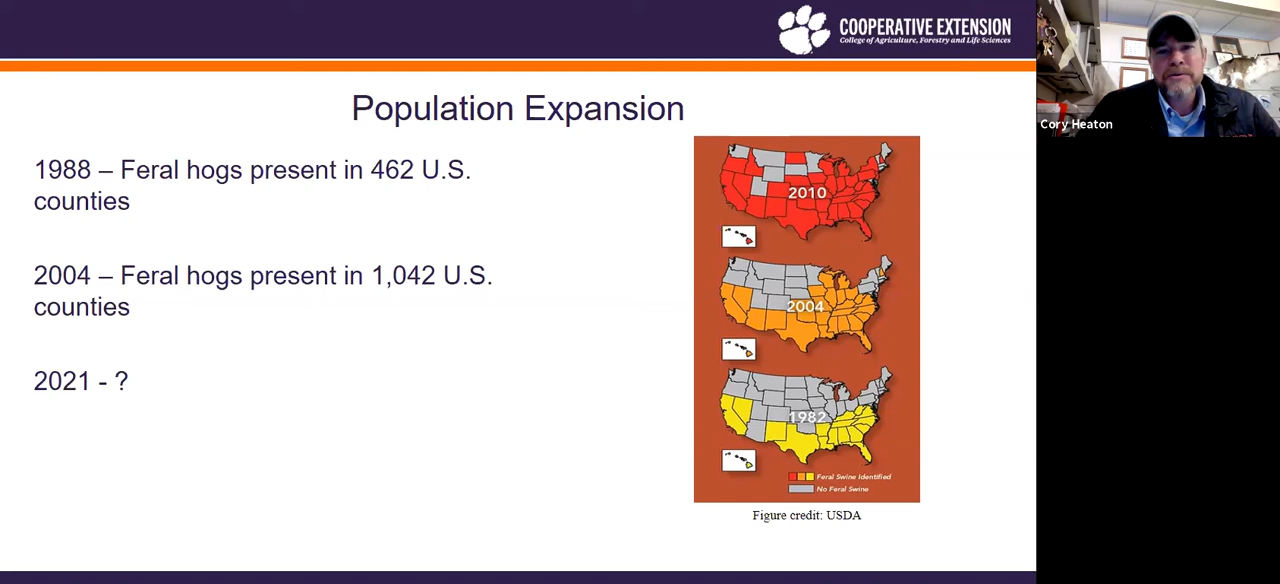 COOPERATIVE EXTENSION
College of Agriculture, Forestry and Life Sciences
Cory Heaton
Population Expansion
1988 – Feral hogs present in 462 U.S.
counties
2004 – Feral hogs present in 1,042 U.S.
counties
2021 - ?
2010
2004
1982
Feral Swine Identified
No Feral Swine
Figure credit: USDA